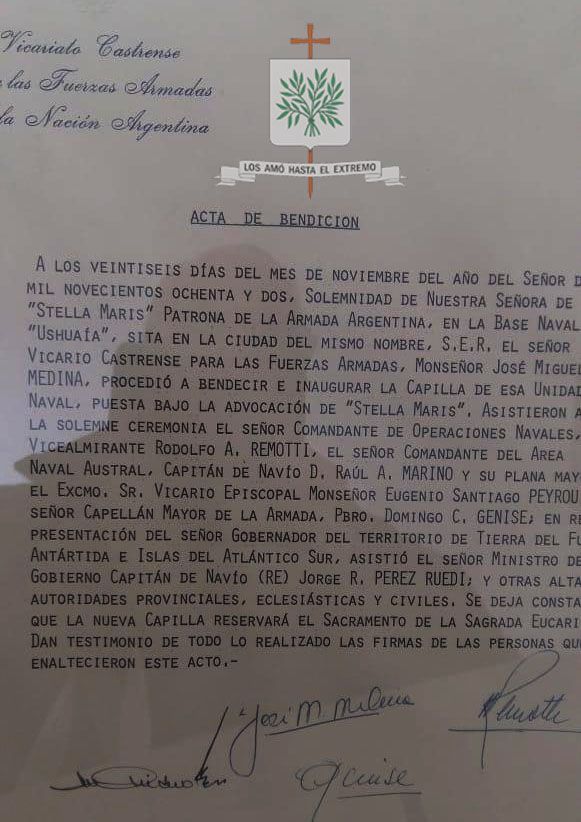 Vicariato Castrense
las Fuerzas Armadas
la Nación Argentina
LOS AMÓ HASTA EL EXTREMO
ACTA DE BENDICION
A LOS VEINTISEIS DÍAS DEL MES DE NOVIEMBRE DEL AÑO DEL SEÑOR D
MIL NOVECIENTOS OCHENTA Y DOS, SOLEMNIDAD DE NUESTRA SEÑORA DE
"STELLA MARIS" PATRONA DE LA ARMADA ARGENTINA, EN LA BASE NAVAL
"USHUAÍA", SITA EN LA CIUDAD DEL MISMO NOMBRE, S.E.R. EL SEÑOR
VICARIO CASTRENSE PARA LAS FUERZAS ARMADAS, MONSEÑOR JOSÉ MIGUEL
MEDINA, PROCEDIÓ A BENDECIR E INAUGURAR LA CAPILLA DE ESA UNIDAD
NAVAL, PUESTA BAJO LA ADVOCACIÓN DE "STELLA MARIS". ASISTIERON A
LA SOLEMNE CEREMONIA EL SEÑOR COMANDANTE DE OPERACIONES NAVALES,
VICEALMIRANTE RODOLFO A. REMOTTI, EL SEÑOR COMANDANTE DEL AREA
NAVAL AUSTRAL, CAPITÁN DE NAVÍO D. RAÚL A. MARINO Y SU PLANA MAYO
EL EXCMO. SR. VICARIO EPISCOPAL MONSEÑOR EUGENIO SANTIAGO PEYROU
SEÑOR CAPELLÁN MAYOR DE LA ARMADA, PBRO. DOMINGO C. GENISE; EN RE
PRESENTACIÓN DEL SEÑOR GOBERNADOR DEL TERRITORIO DE TIERRA DEL FU
ANTÁRTIDA E ISLAS DEL ATLÁNTICO SUR, ASISTIÓ EL SEÑOR MINISTRO DE
GOBIERNO CAPITÁN DE NAVÍO (RE) JORGE R. PEREZ RUEDI; Y OTRAS ALTA
AUTORIDADES PROVINCIALES, ECLESIÁSTICAS Y CIVILES. SE DEJA CONSTA
QUE LA NUEVA CAPILLA RESERVARÁ EL SACRAMENTO DE LA SAGRADA EUCARI
DAN TESTIMONIO DE TODO LO REALIZADO LAS FIRMAS DE LAS PERSONAS QU
ENALTECIERON ESTE ACTO.-
José M. Medina